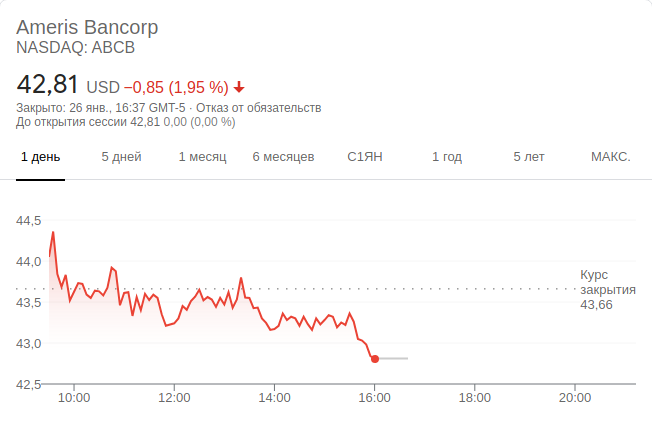 Ameris Bancorp
NASDAQ: ABCB
42,81 USD −0,85 (1,95 %)
Закрыто: 26 янв., 16:37 GMT-5 · Отказ от обязательств
До открытия сессии 42,81 0,00 (0,00 %)
1 день 5 дней 1 месяц 6 месяцев С1ЯН 1 год 5 лет МАКС.
44,5
44,0
43,5
43,0
42,5
Курс
закрытия
43,66
10:00 12:00 14:00 16:00 18:00 20:00